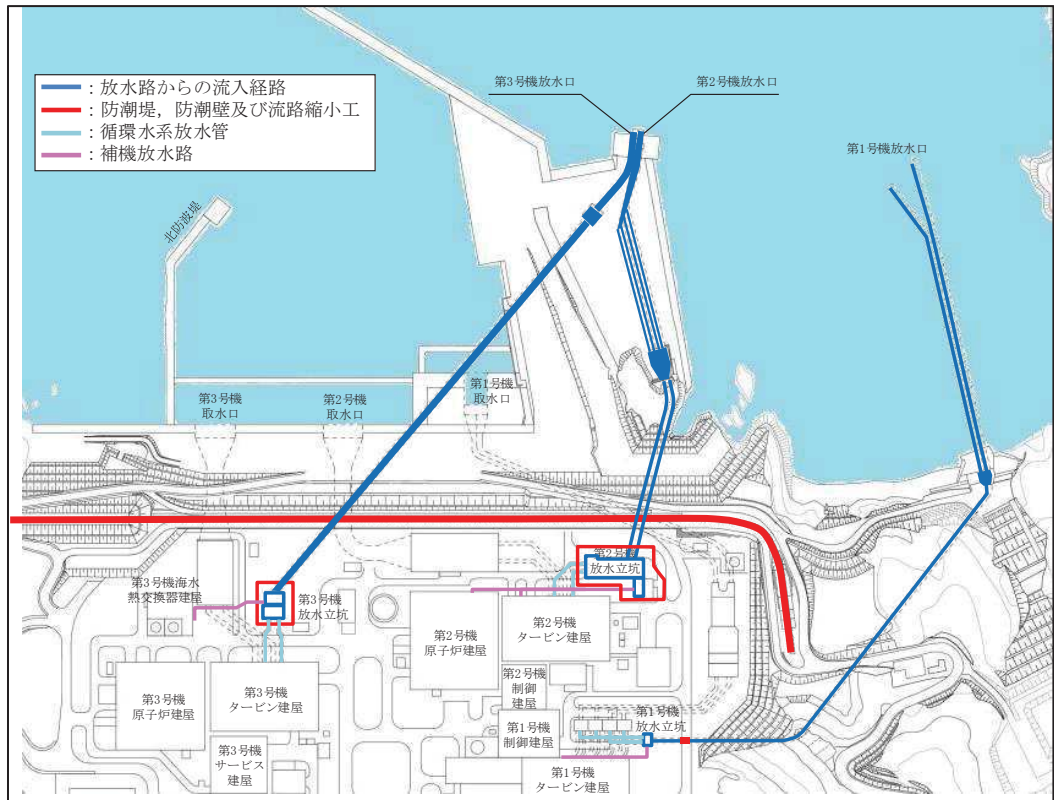 ：放水路からの流入経路
：防潮堤，防潮壁及び流路縮小工
：循環水系放水管
：補機放水路
第3号機放水口
第2号機放水口
第1号機放水口
北防波堤
第3号機
取水口
第2号機
取水口
第1号機
取水口
第3号機海水
熱交換器建屋
第3号機
放水立坑
第2号機
放水立坑
第2号機
原子炉建屋
第2号機
タービン建屋
第2号機
制御
建屋
第3号機
原子炉建屋
第3号機
タービン建屋
第1号機
制御建屋
第1号機
放水立坑
第3号機
サービス
建屋
第1号機
タービン建屋